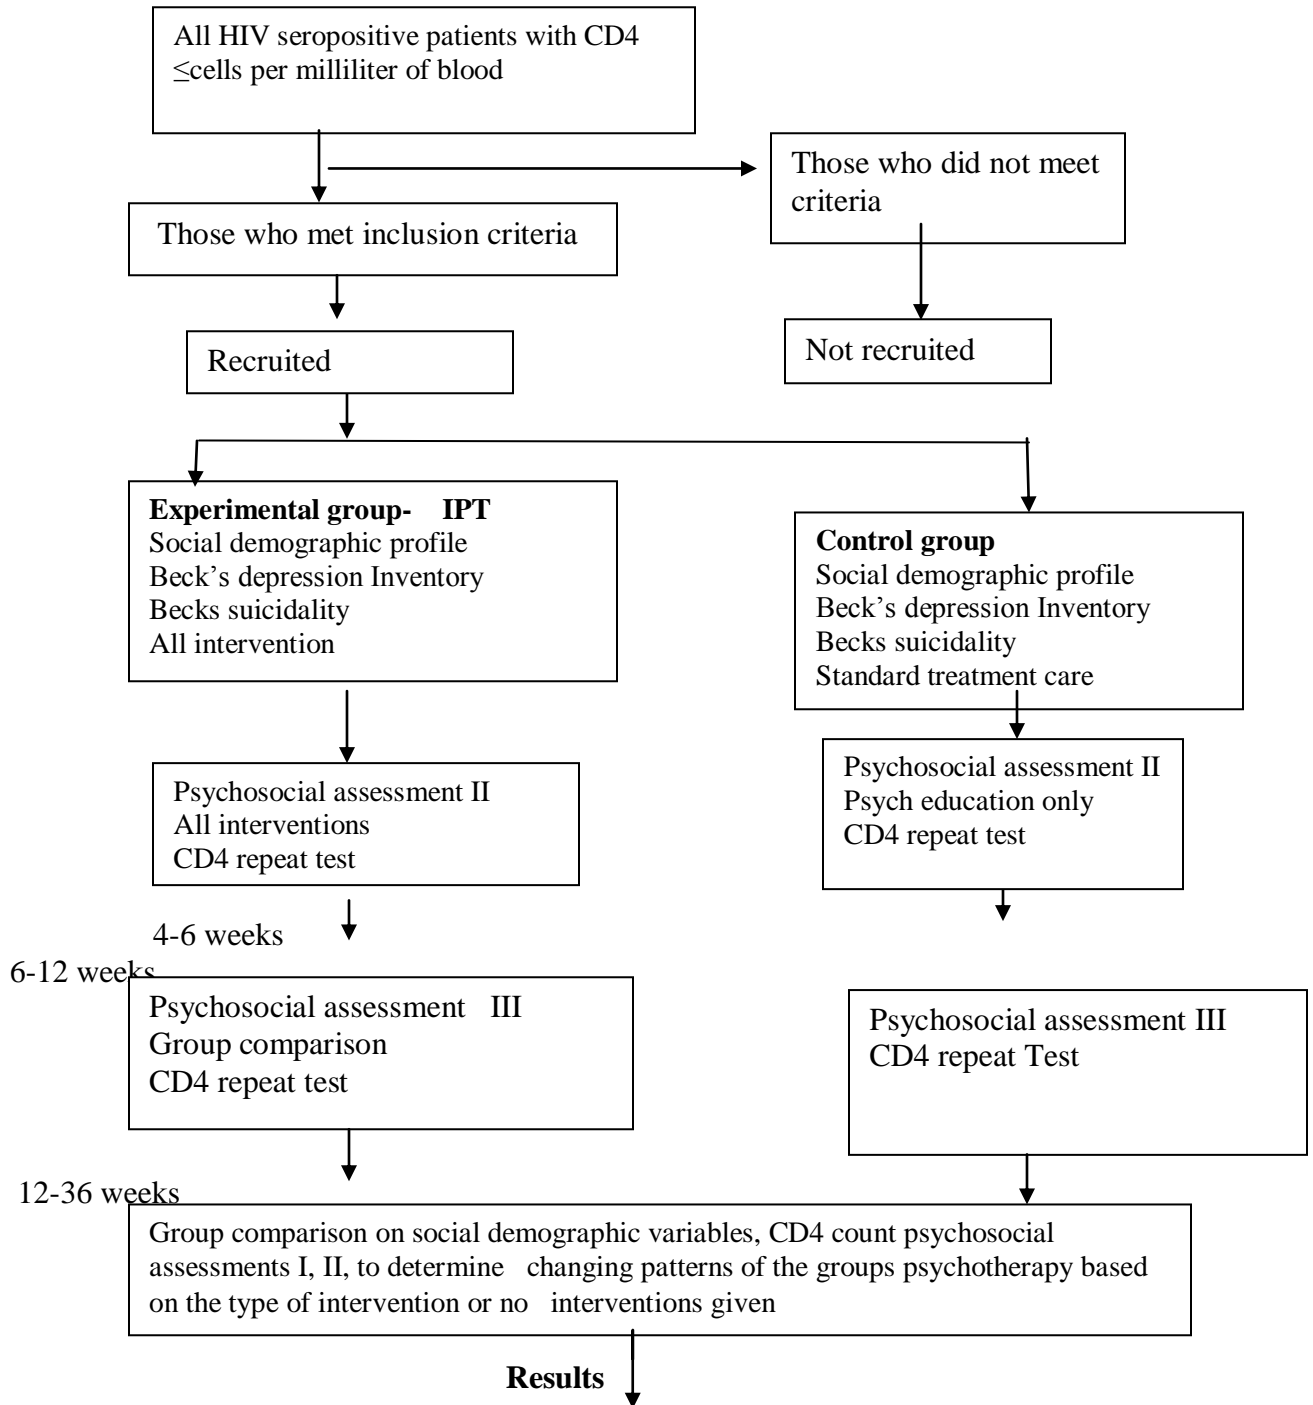 All HIV seropositive patients with CD4
≤cells per milliliter of blood
Those who did not meet
criteria
Those who met inclusion criteria
Recruited
Not recruited
Experimental group- IPT
Social demographic profile
Beck’s depression Inventory
Becks suicidality
All intervention
Control group
Social demographic profile
Beck’s depression Inventory
Becks suicidality
Standard treatment care
Psychosocial assessment II
All interventions
CD4 repeat test
Psychosocial assessment II
Psych education only
CD4 repeat test
4-6 weeks
6-12 weeks
Psychosocial assessment III
Group comparison
CD4 repeat test
Psychosocial assessment III
CD4 repeat Test
12-36 weeks
Group comparison on social demographic variables, CD4 count psychosocial
assessments I, II, to determine changing patterns of the groups psychotherapy based
on the type of intervention or no interventions given
Results